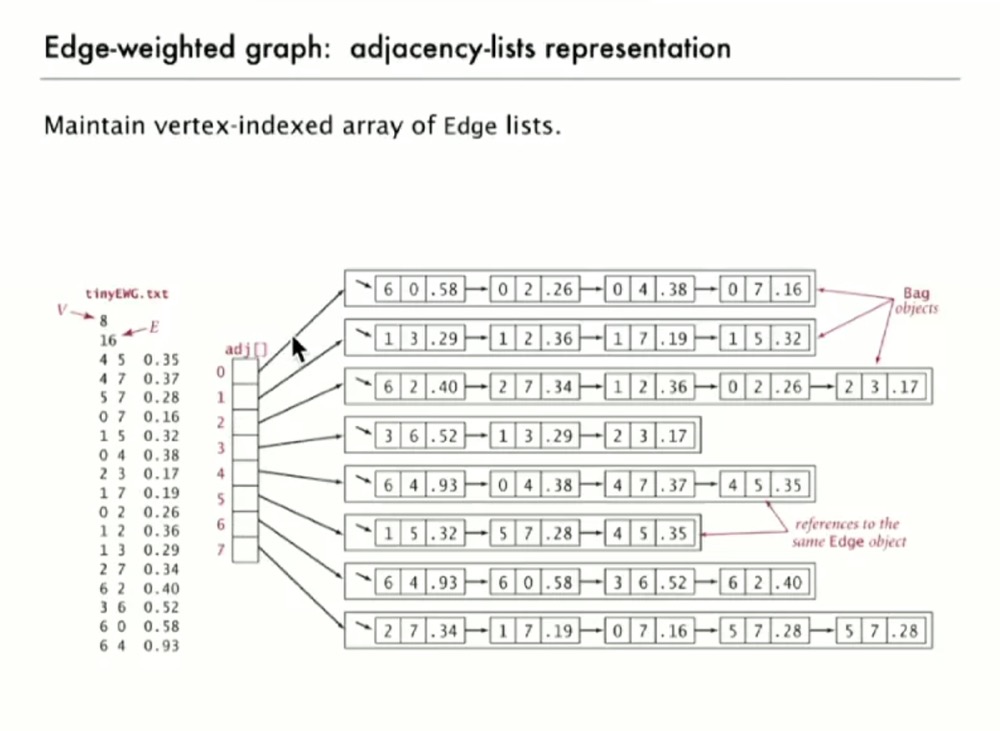 Edge-weighted graph: adjacency-lists representation
Maintain vertex-indexed array of Edge lists.
tinyEWG.txt
V
8
E
16
4 5 0.35
4 7 0.37
5 7 0.28
0 7 0.16
1 5 0.32
0 4 0.38
2 3 0.17
1 7 0.19
0 2 0.26
1 2 0.36
1 3 0.29
2 7 0.34
6 2 0.40
3 6 0.52
6 0 0.58
6 4 0.93
adj[]
0
1
2
3
4
5
6
7
6 0 .58 0 2 .26 0 4 .38 0 7 .16
1 3 .29 1 2 .36 1 7 .19 1 5 .32
6 2 .40 2 7 .34 1 2 .36 0 2 .26 2 3 .17
3 6 .52 1 3 .29 2 3 .17
6 4 .93 0 4 .38 4 7 .37 4 5 .35
1 5 .32 5 7 .28 4 5 .35
6 4 .93 6 0 .58 3 6 .52 6 2 .40
2 7 .34 1 7 .19 0 7 .16 5 7 .28 5 7 .28
Bag
objects
references to the
same Edge object